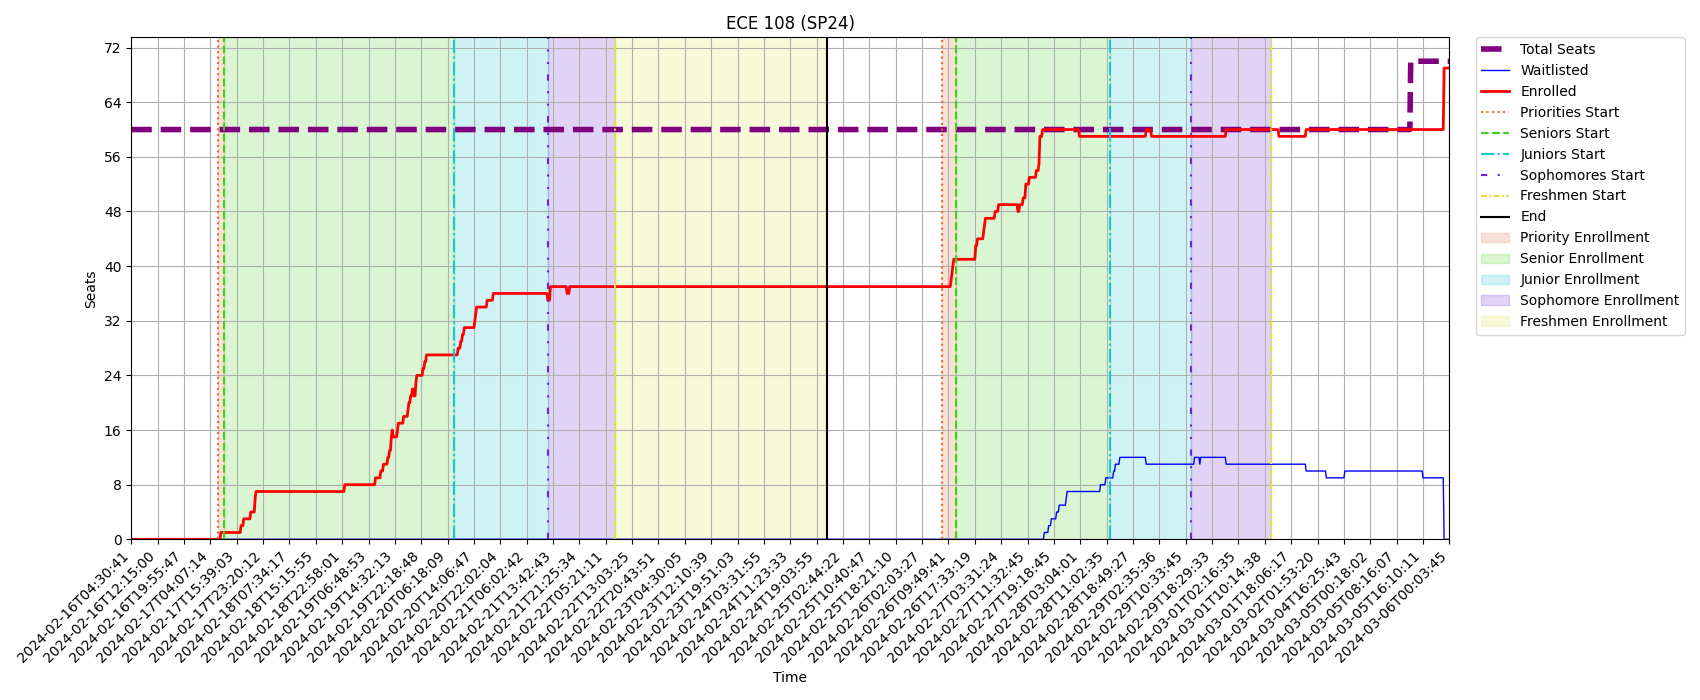 ECE 108 (SP24)
Seats
72
64
56
48
40
32
24
16
8
0
2024-02-16T04:30:41
2024-02-16T12:15:00
2024-02-16T19:55:47
2024-02-17T04:07:14
2024-02-17T15:39:03
2024-02-17T23:20:12
2024-02-18T07:34:17
2024-02-18T15:15:55
2024-02-18T22:58:01
2024-02-19T06:48:53
2024-02-19T14:32:13
2024-02-19T22:18:48
2024-02-20T06:18:09
2024-02-20T14:06:47
2024-02-20T22:02:04
2024-02-21T06:02:42
2024-02-21T13:42:43
2024-02-21T21:25:34
2024-02-22T05:21:11
2024-02-22T13:03:25
2024-02-22T20:43:51
2024-02-23T04:30:05
2024-02-23T12:10:39
2024-02-23T19:51:03
2024-02-24T03:31:55
2024-02-24T11:23:33
2024-02-24T19:03:55
2024-02-25T02:44:22
2024-02-25T10:40:47
2024-02-25T18:21:10
2024-02-26T02:03:27
2024-02-26T09:49:41
2024-02-26T17:33:19
2024-02-27T03:31:24
2024-02-27T11:32:45
2024-02-27T19:18:45
2024-02-28T03:04:01
2024-02-28T11:02:35
2024-02-28T18:49:27
2024-02-29T02:35:36
2024-02-29T10:33:45
2024-02-29T18:29:33
2024-03-01T02:16:35
2024-03-01T10:14:38
2024-03-01T18:06:17
2024-03-02T01:53:20
2024-03-04T16:25:43
2024-03-05T00:18:02
2024-03-05T08:16:07
2024-03-05T16:10:11
2024-03-06T00:03:45
Time
Total Seats
Waitlisted
Enrolled
Priorities Start
Seniors Start
Juniors Start
Sophomores Start
Freshmen Start
End
Priority Enrollment
Senior Enrollment
Junior Enrollment
Sophomore Enrollment
Freshmen Enrollment